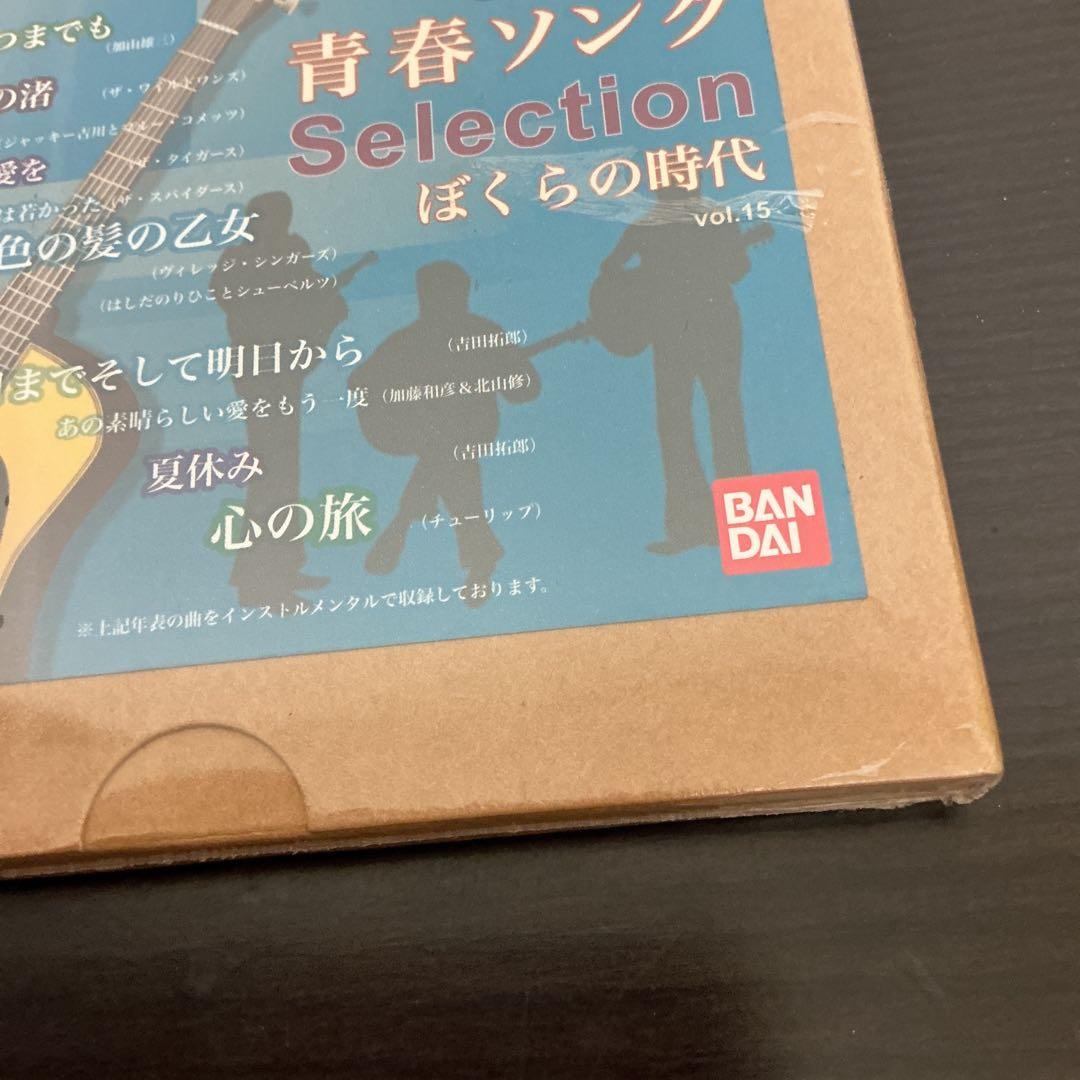 つまでも
(加山雄三)
の渚
(ザ・ワイルドワンズ)
(ジャッキー吉川とブルー・コメッツ)
愛を
(ザ・タイガース)
は若かった (ザ・スパイダース)
色の髪の乙女
(ヴィレッジ・シンガーズ)
(はしだのりひことシューベルツ)
までそして明日から
(吉田拓郎)
あの素晴らしい愛をもう一度 (加藤和彦&北山修)
夏休み
(吉田拓郎)
心の旅
(チューリップ)
※上記年表の曲をインストルメンタルで収録しております。
青春ソング
Selection
ぼくらの時代
vol.15
BAN
DAI